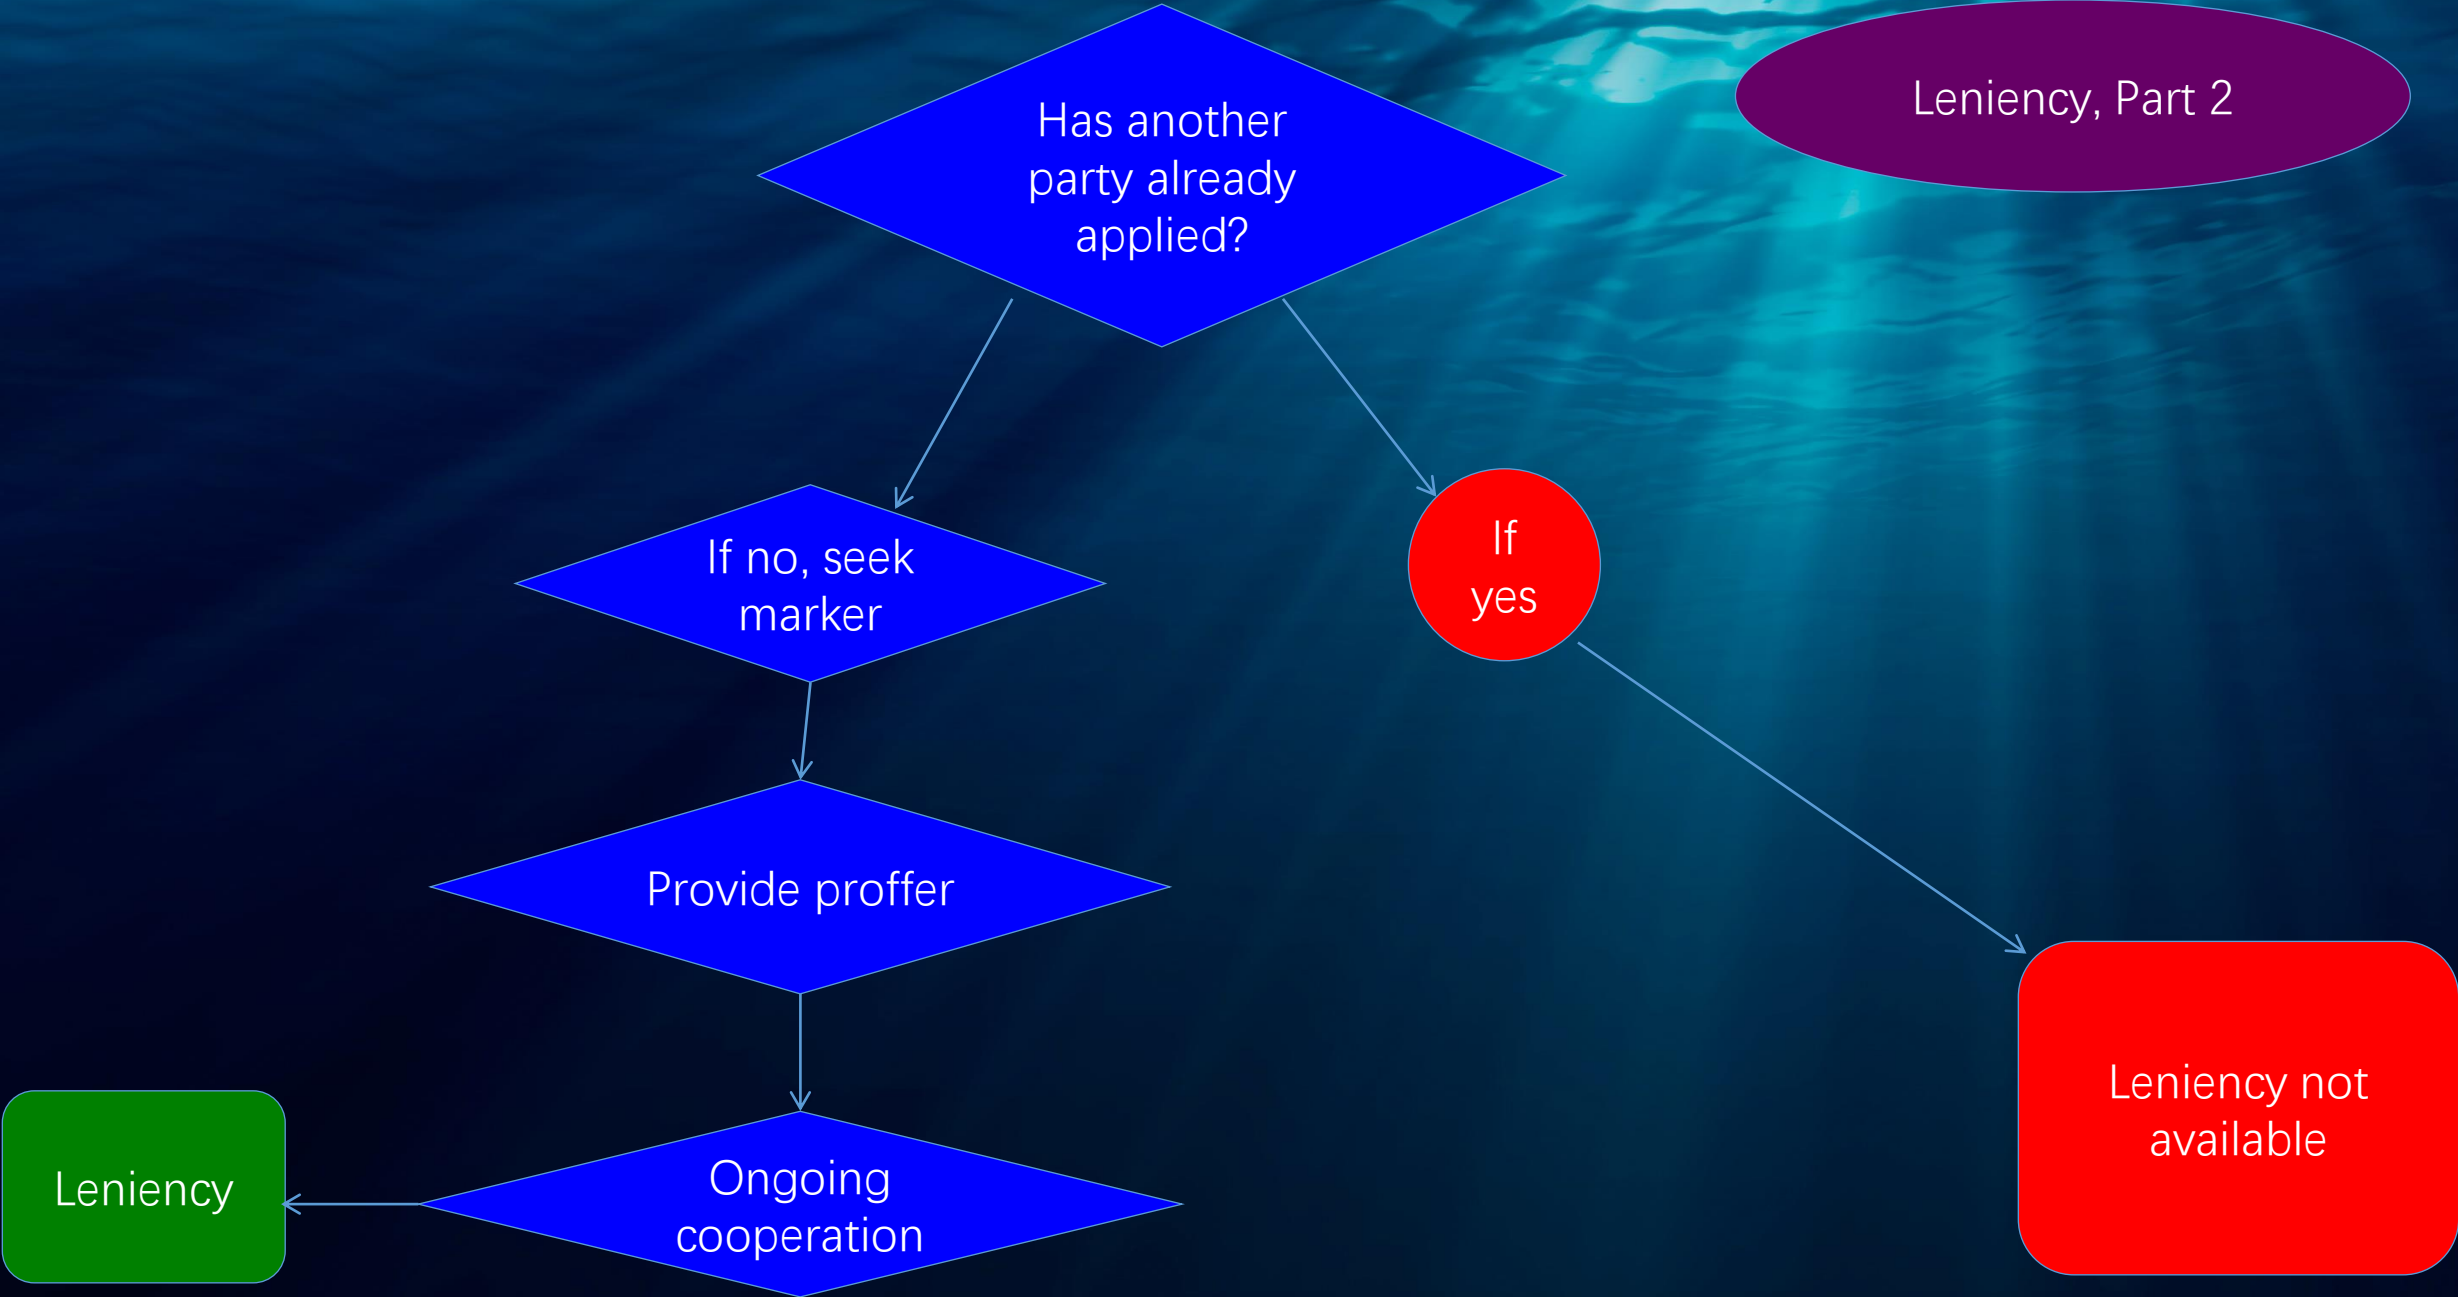 Leniency, Part 2
Has another
party already
applied?
If no, seek
marker
If
yes
Provide proffer
Ongoing
cooperation
Leniency
Leniency not
available